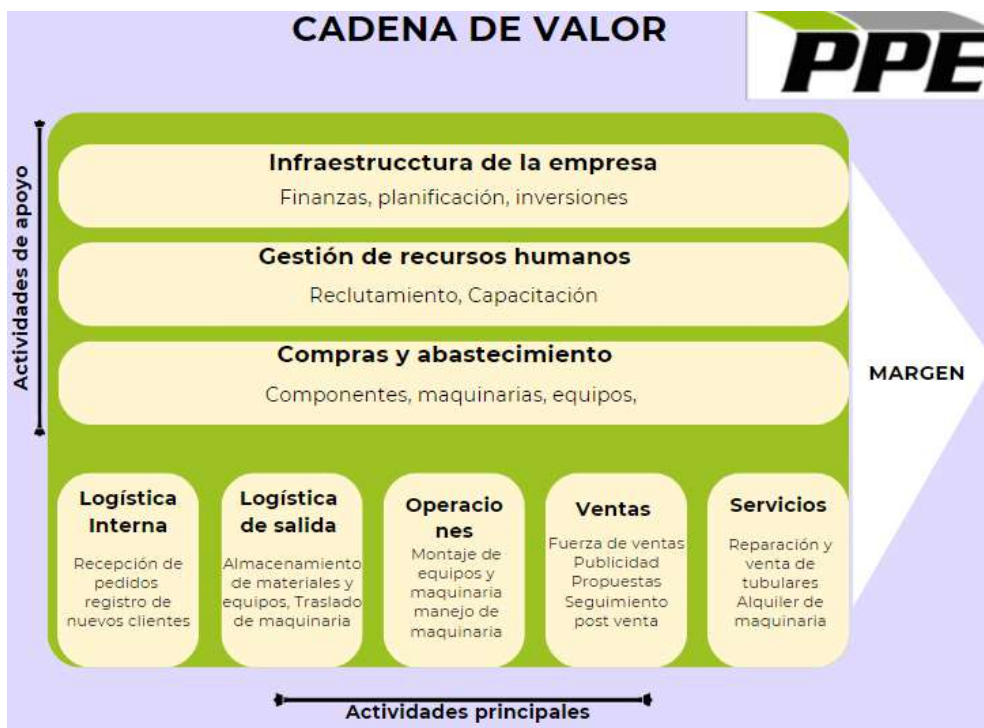 CADENA DE VALOR
PPE
Actividades de apoyo
Infraestrucctura de la empresa
Finanzas, planificación, inversiones
Gestión de recursos humanos
Reclutamiento, Capacitación
Compras y abastecimiento
Componentes, maquinarias, equipos,
MARGEN
Logística
Interna
Recepción de
pedidos
registro de
nuevos clientes
Logística
de salida
Almacenamiento
de materiales y
equipos, Traslado
de maquinaria
Operacio
nes
Montaje de
equipos y
maquinaria
manejo de
maquinaria
Ventas
Fuerza de ventas
Publicidad
Propuestas
Seguimiento
post venta
Servicios
Reparación y
venta de
tubulares
Alquiler de
maquinaria
Actividades principales